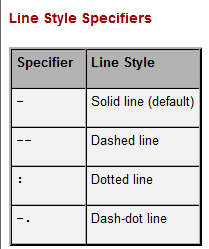 Line Style Specifiers
Specifier Line Style
- Solid line (default)
-- Dashed line
: Dotted line
-. Dash-dot line